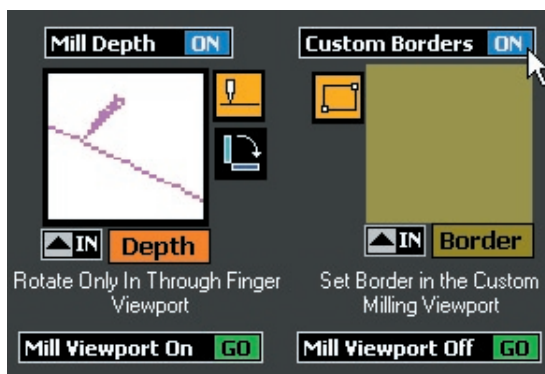 Mill Depth ON
Custom Borders ON
IN Depth
IN Border
Rotate Only In Through Finger
Viewport
Set Border in the Custom
Milling Viewport
Mill Viewport On GO
Mill Viewport Off GO